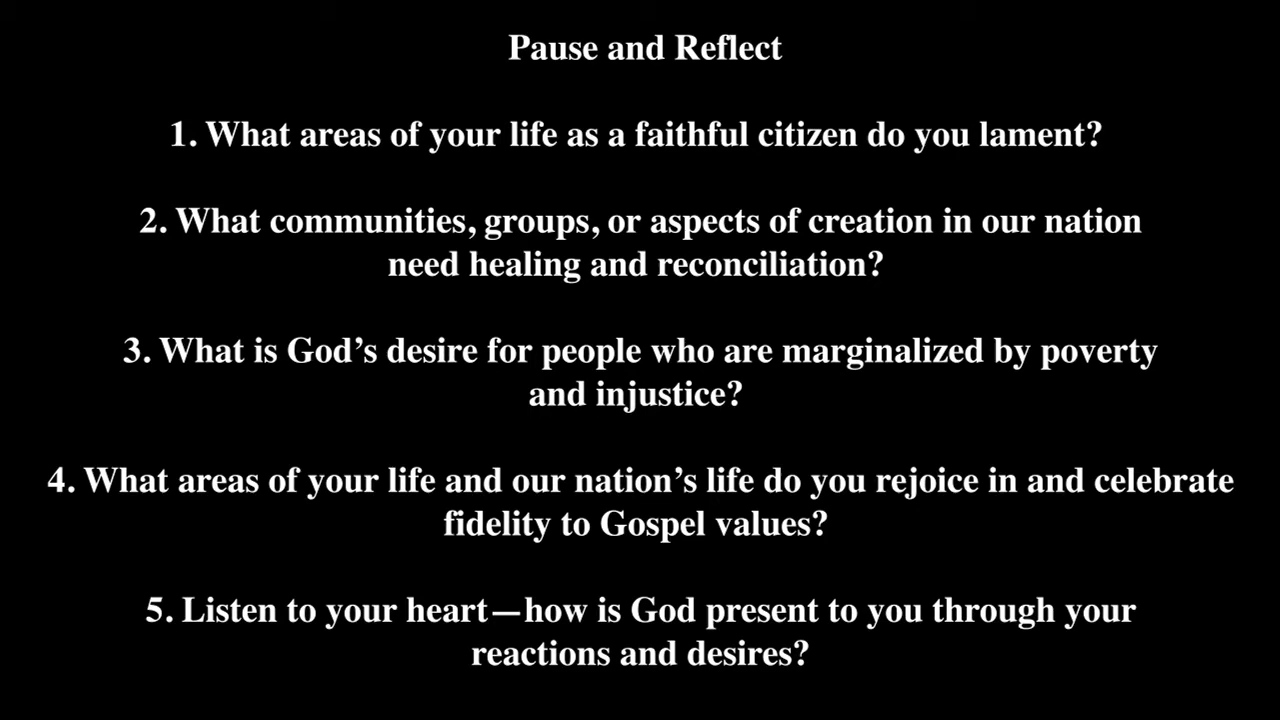 Pause and Reflect
1. What areas of your life as a faithful citizen do you lament?
2. What communities, groups, or aspects of creation in our nation
need healing and reconciliation?
3. What is God’s desire for people who are marginalized by poverty
and injustice?
4. What areas of your life and our nation’s life do you rejoice in and celebrate
fidelity to Gospel values?
5. Listen to your heart—how is God present to you through your
reactions and desires?